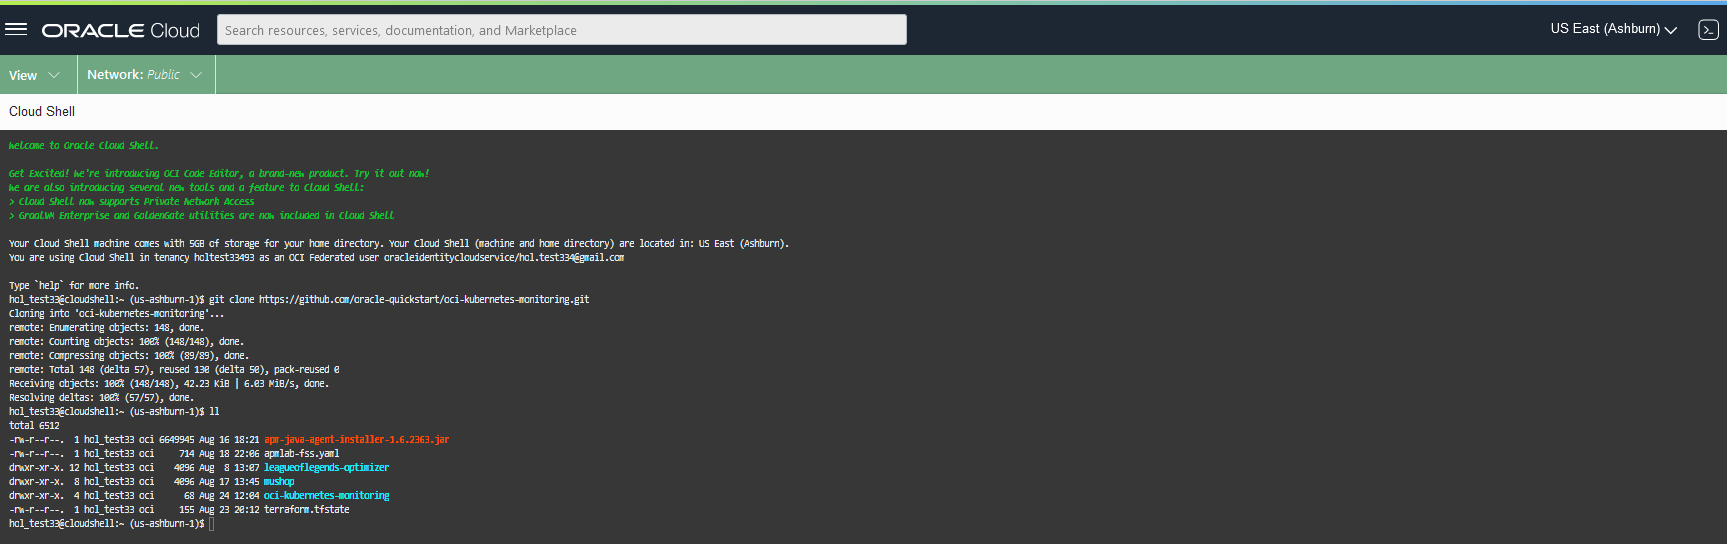 ORACLE Cloud
Search resources, services, documentation, and Marketplace
US East (Ashburn)
View
Network: Public
Cloud Shell
Welcome to Oracle Cloud Shell.
Get Excited! We're introducing OCI Code Editor, a brand-new product. Try it out now!
We are also introducing several new tools and a feature to Cloud Shell:
> Cloud Shell now supports Private Network Access
> GraalVM Enterprise and GoldenGate utilities are now included in Cloud Shell
Your Cloud Shell machine comes with 5GB of storage for your home directory. Your Cloud Shell (machine and home directory) are located in: US East (Ashburn).
You are using Cloud Shell in tenancy holtest33493 as an OCI Federated user oracleidentitycloudservice/hol.test334@gmail.com
Type `help` for more info.
hol_test33@cloudshell:~ (us-ashburn-1)$ git clone https://github.com/oracle-quickstart/oci-kubernetes-monitoring.git
Cloning into 'oci-kubernetes-monitoring'...
remote: Enumerating objects: 148, done.
remote: Counting objects: 100% (148/148), done.
remote: Compressing objects: 100% (89/89), done.
remote: Total 148 (delta 57), reused 130 (delta 50), pack-reused 0
Receiving objects: 100% (148/148), 42.23 KiB | 6.03 MiB/s, done.
Resolving deltas: 100% (57/57), done.
hol_test33@cloudshell:~ (us-ashburn-1)$ ll
total 6512
-rw-r--r--. 1 hol_test33 oci 6649945 Aug 16 18:21 apm-java-agent-installer-1.6.2363.jar
-rw-r--r--. 1 hol_test33 oci 714 Aug 18 22:06 apmlab-fss.yaml
drwxr-xr-x. 12 hol_test33 oci 4096 Aug 8 13:07 leagueoflegends-optimizer
drwxr-xr-x. 8 hol_test33 oci 4096 Aug 17 13:45 mushop
drwxr-xr-x. 4 hol_test33 oci 68 Aug 24 12:04 oci-kubernetes-monitoring
-rw-r--r--. 1 hol_test33 oci 155 Aug 23 20:12 terraform.tfstate
hol_test33@cloudshell:~ (us-ashburn-1)$